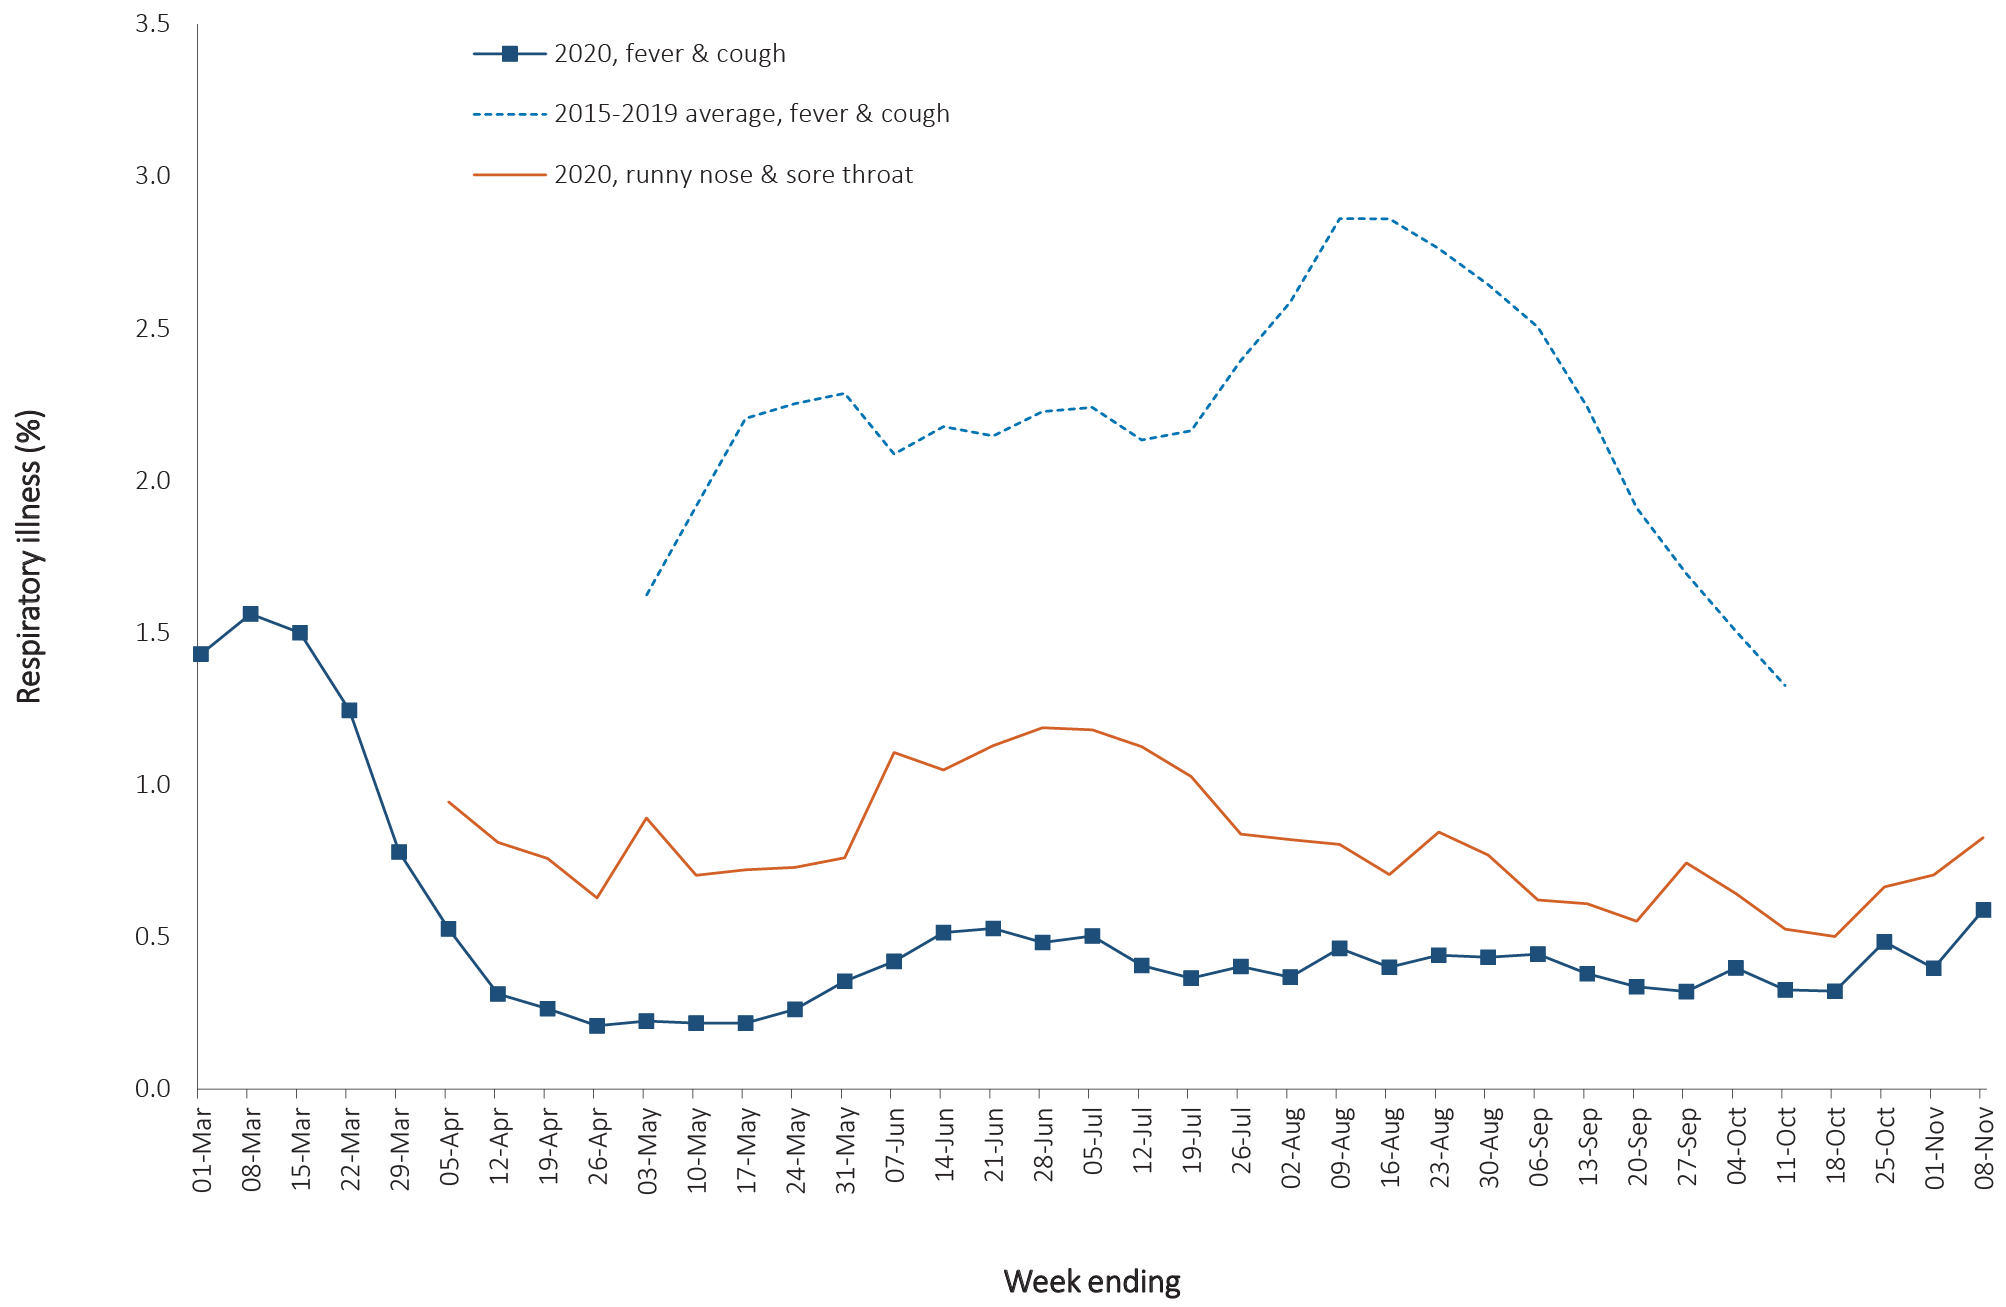 3.5
2020, fever & cough
2015-2019 average, fever & cough
2020, runny nose & sore throat
3.0
2.5
2.0
1.5
1.0
0.5
0.0
Respiratory illness (%)
01-Mar
08-Mar
15-Mar
22-Mar
29-Mar
05-Apr
12-Apr
19-Apr
26-Apr
03-May
10-May
17-May
24-May
31-May
07-Jun
14-Jun
21-Jun
28-Jun
05-Jul
12-Jul
19-Jul
26-Jul
02-Aug
09-Aug
16-Aug
23-Aug
30-Aug
06-Sep
13-Sep
20-Sep
27-Sep
04-Oct
11-Oct
18-Oct
25-Oct
01-Nov
08-Nov
Week ending